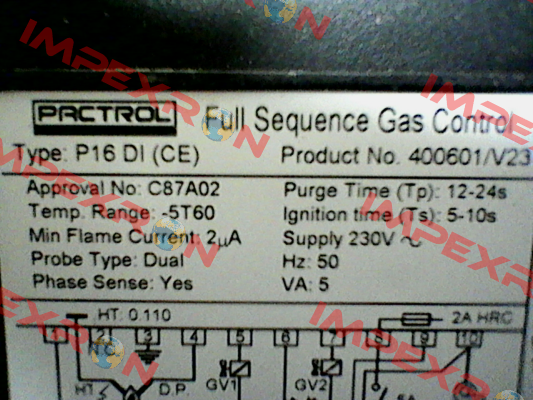 PACTROL Full Sequence Gas Control
Type: P16 DI (CE) Product No. 400601/V23
Approval No: C87A02 Purge Time (Tp): 12-24s
Temp. Range: -5T60 Ignition time (Ts): 5-10s
Min Flame Current: 2µA Supply 230V ~
Probe Type: Dual Hz: 50
Phase Sense: Yes VA: 5
HT: 0.110 2A HRC
1 2 3 4 5 6 7 8 9 10
N.C.
HT D.P. GV1 GV2
IMPEXRON